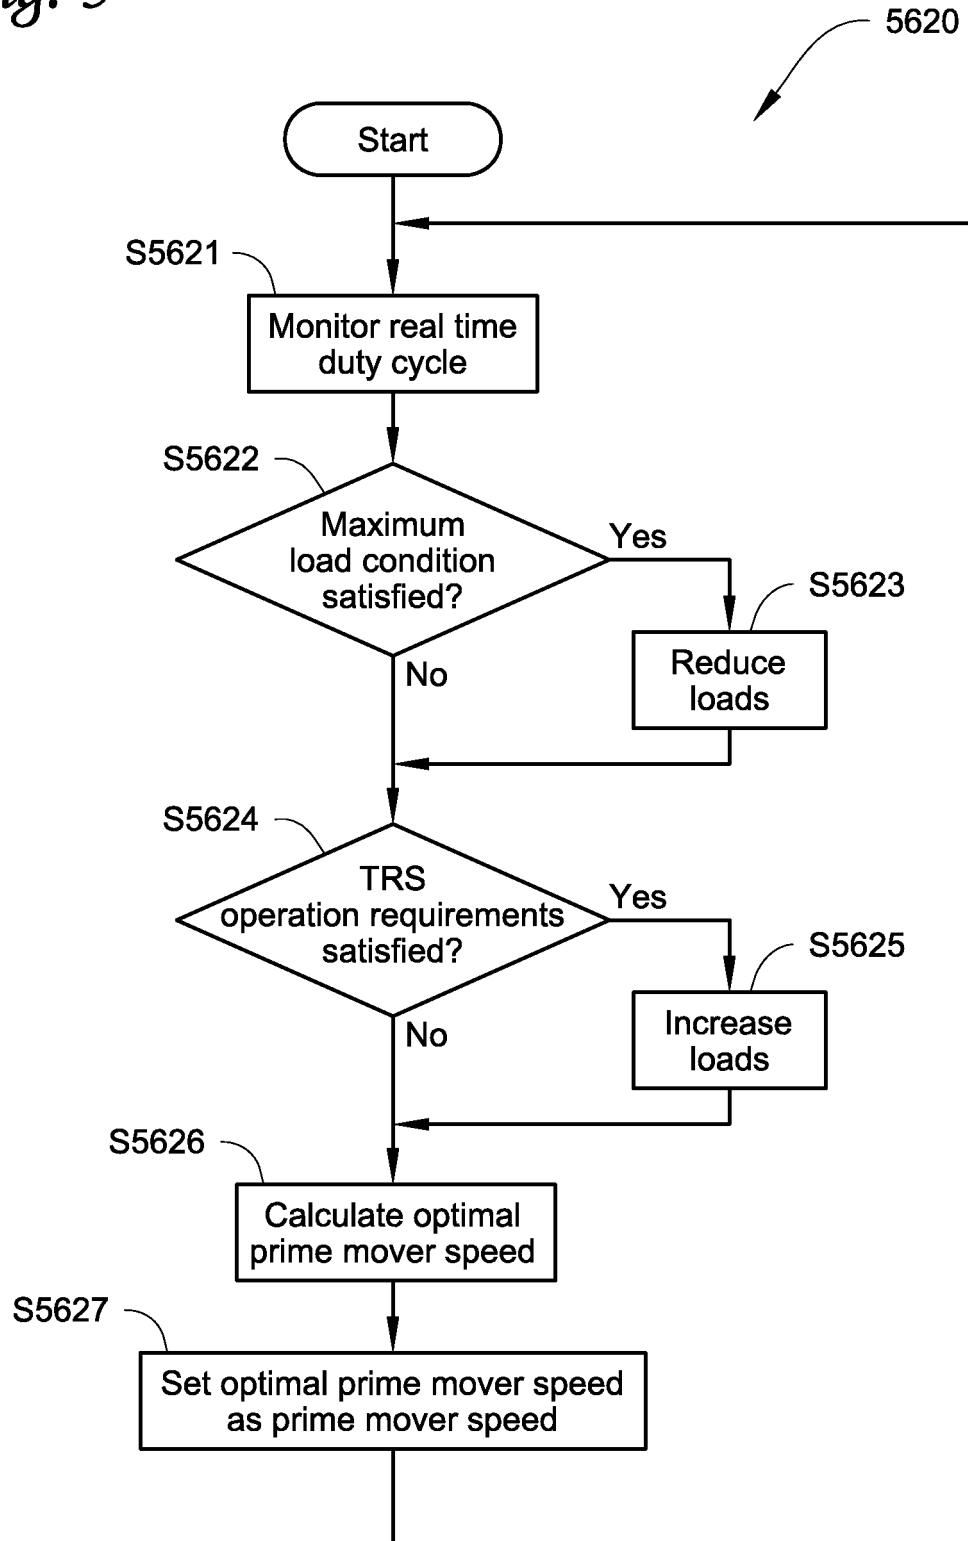 5620
Start
S5621
Monitor real time
duty cycle
S5622
Maximum
load condition
satisfied?
Yes
S5623
Reduce
loads
No
S5624
TRS
operation requirements
satisfied?
Yes
S5625
Increase
loads
No
S5626
Calculate optimal
prime mover speed
S5627
Set optimal prime mover speed
as prime mover speed